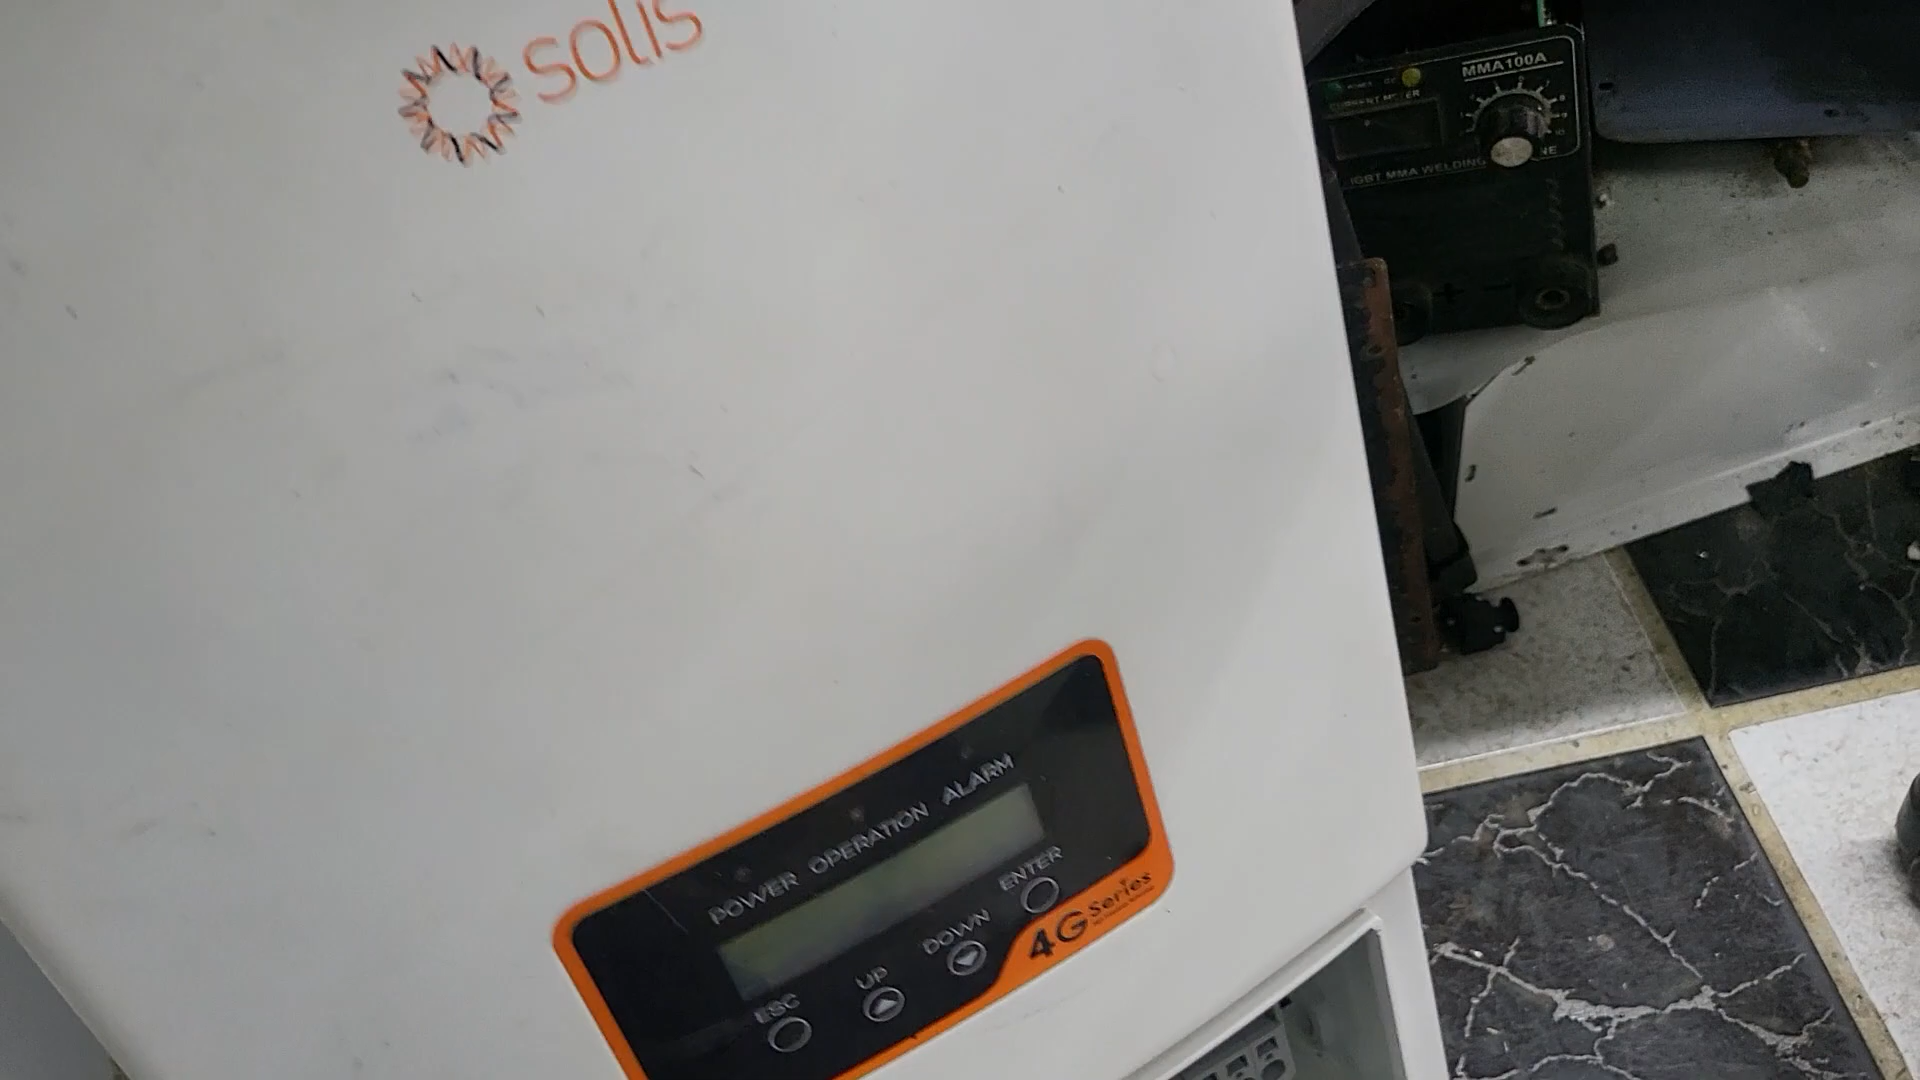 solis
MMA100A
CURRENT METER
IGBT MMA WELDING
POWER OPERATION ALARM
ESC UP DOWN ENTER
4G Series